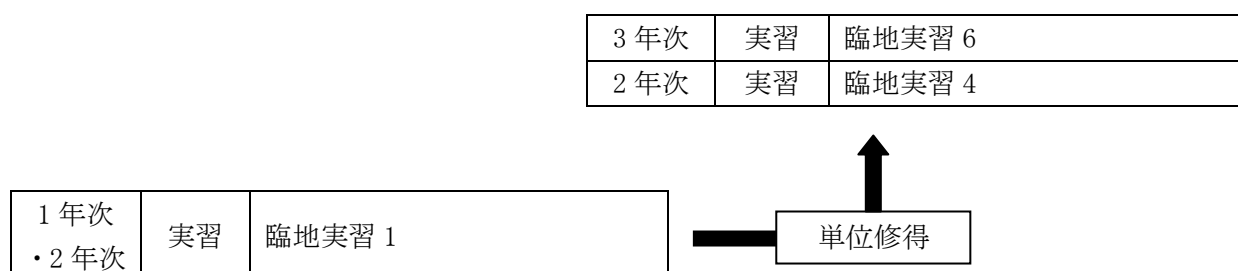 3 年次 実習 臨地実習 6
2 年次 実習 臨地実習 4
1 年次
・2 年次
実習 臨地実習 1
単位修得